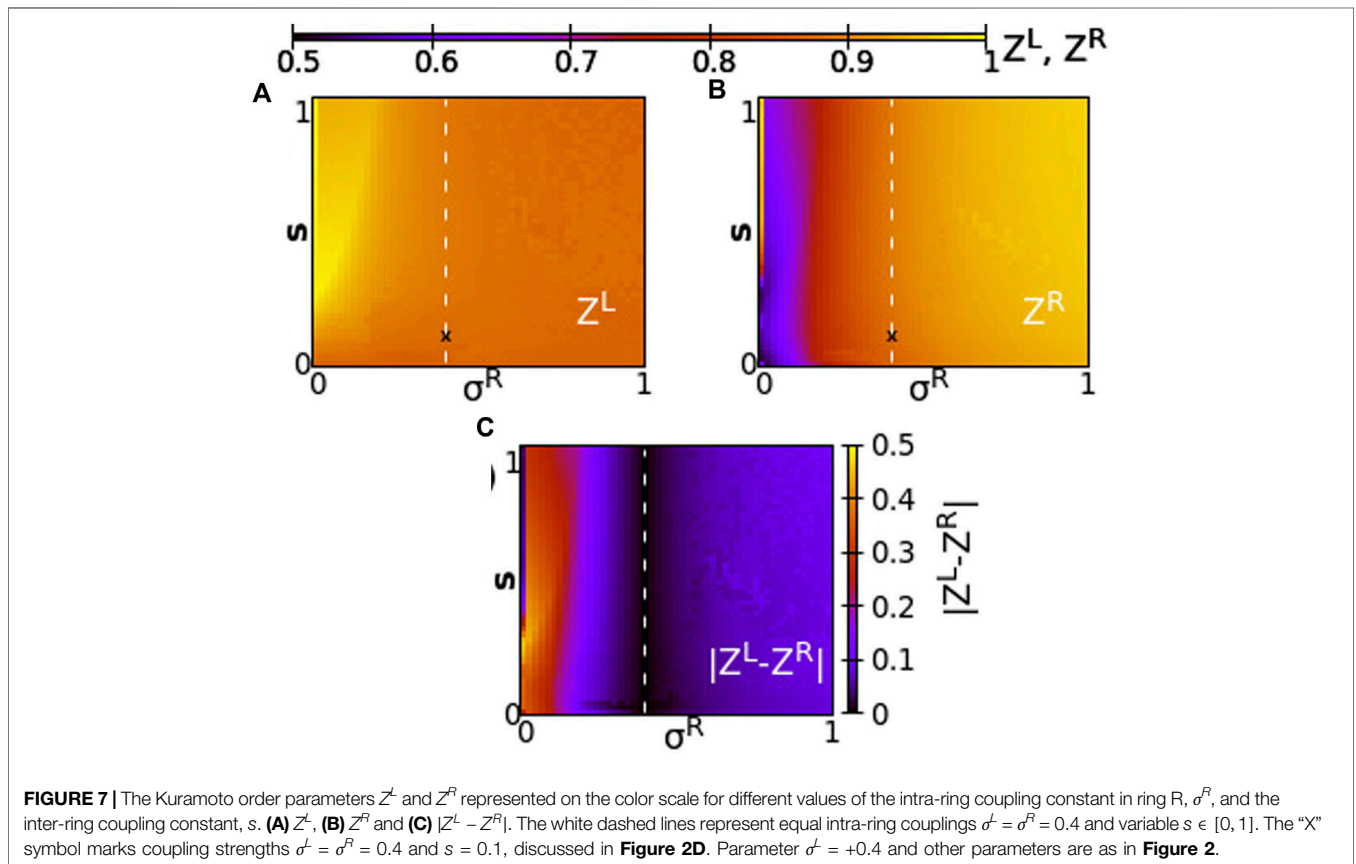 0.5 0.6 0.7 0.8 0.9 1 Z^L, Z^R
A
1
s
0
Z^L
x
0 σ^R 1
B
1
s
0
Z^R
x
0 σ^R 1
C
)
1
s
0
|Z^L-Z^R|
0 σ^R 1
0.5
0.4
0.3
0.2
0.1
0
|Z^L-Z^R|
FIGURE 7 | The Kuramoto order parameters Z^L and Z^R represented on the color scale for different values of the intra-ring coupling constant in ring R, σ^R, and the
inter-ring coupling constant, s. (A) Z^L, (B) Z^R and (C) |Z^L − Z^R|. The white dashed lines represent equal intra-ring couplings σ^L = σ^R = 0.4 and variable s ∈ [0, 1]. The “X”
symbol marks coupling strengths σ^L = σ^R = 0.4 and s = 0.1, discussed in Figure 2D. Parameter σ^L = +0.4 and other parameters are as in Figure 2.